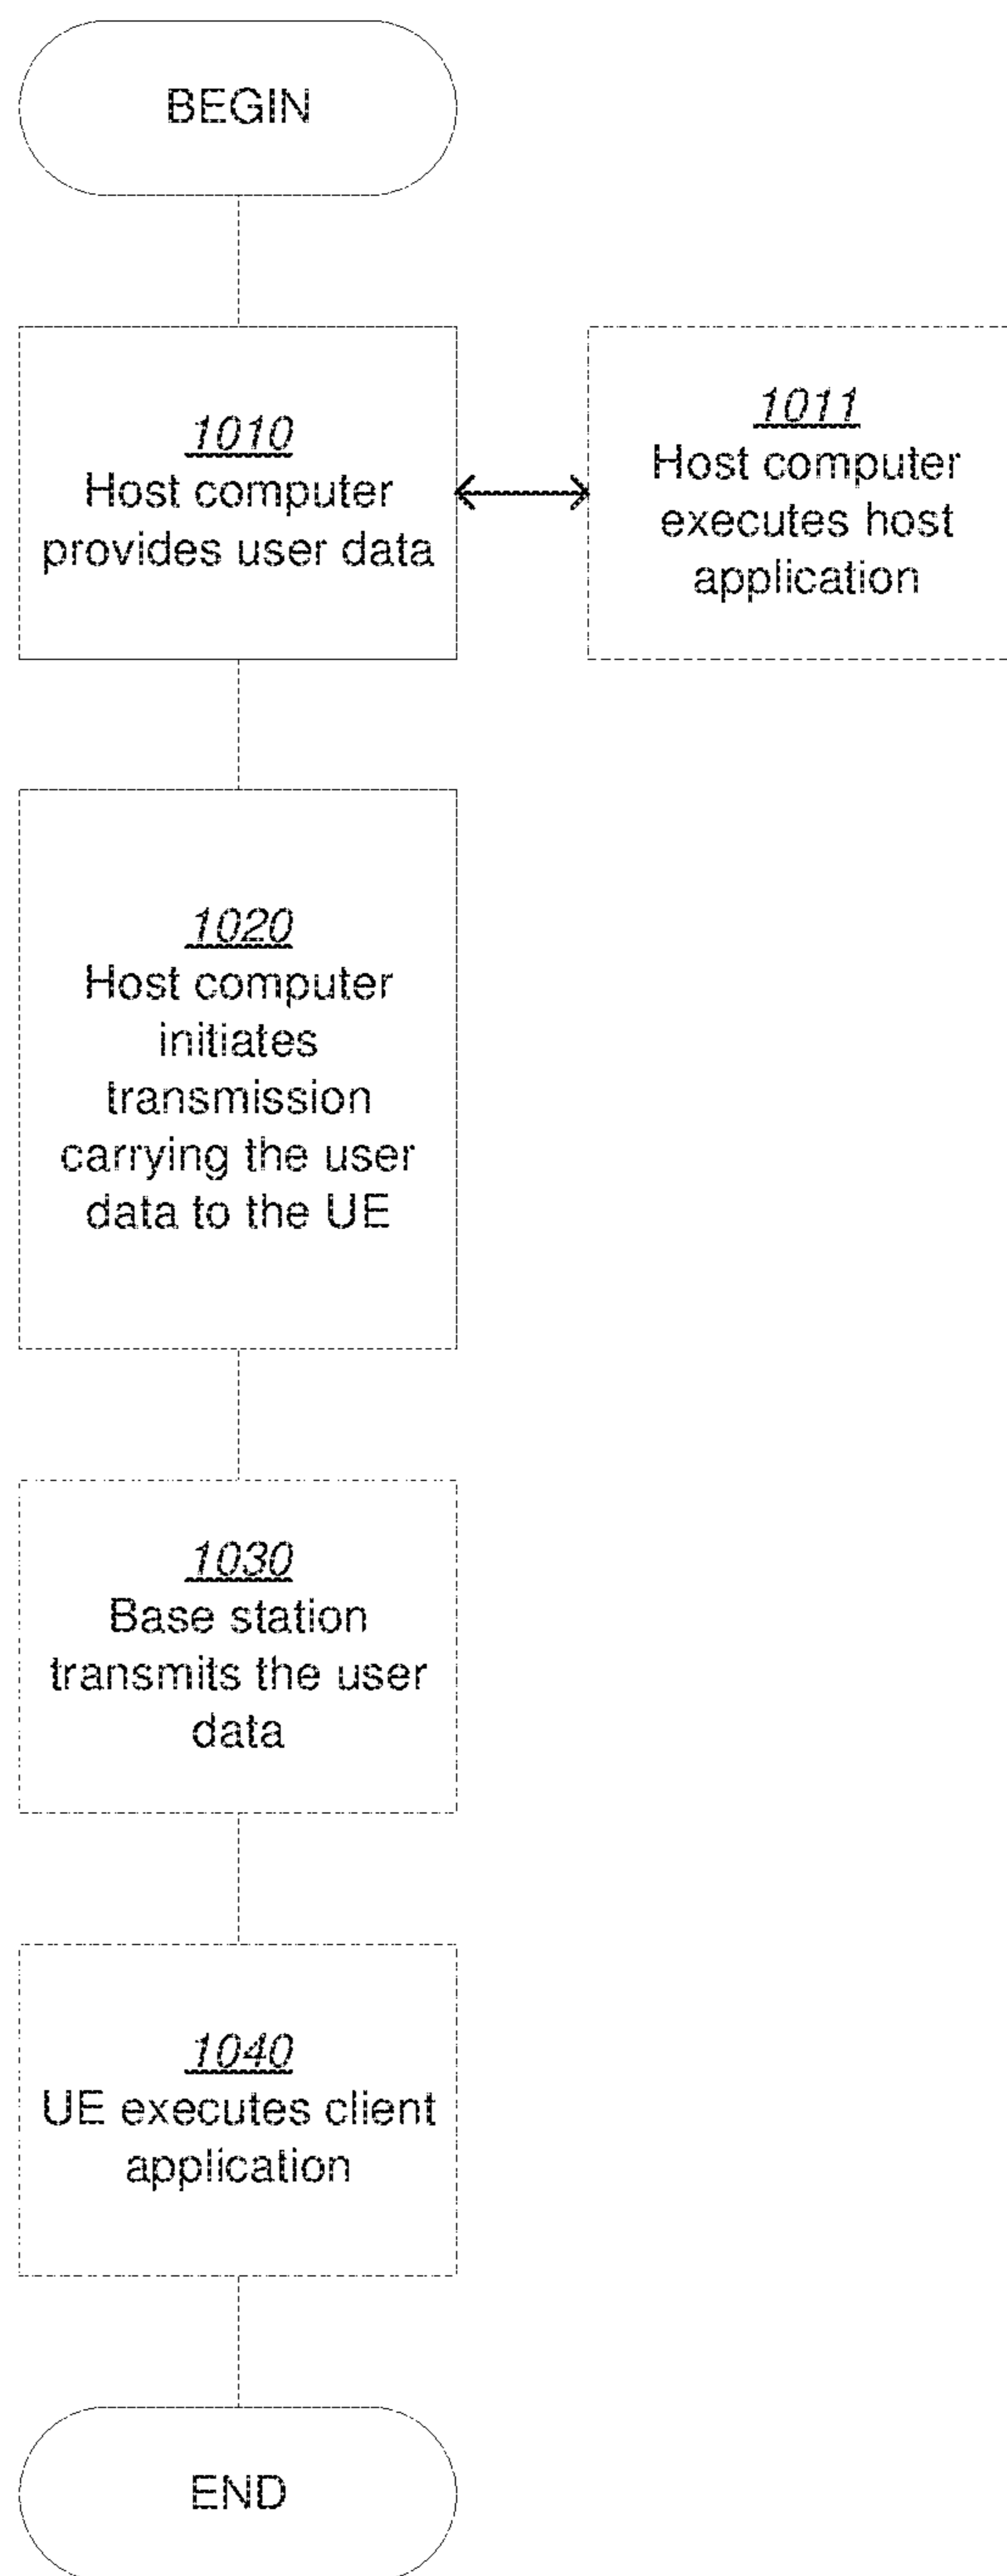 BEGIN
1010
Host computer
provides user data
1011
Host computer
executes host
application
1020
Host computer
initiates
transmission
carrying the user
data to the UE
1030
Base station
transmits the user
data
1040
UE executes client
application
END